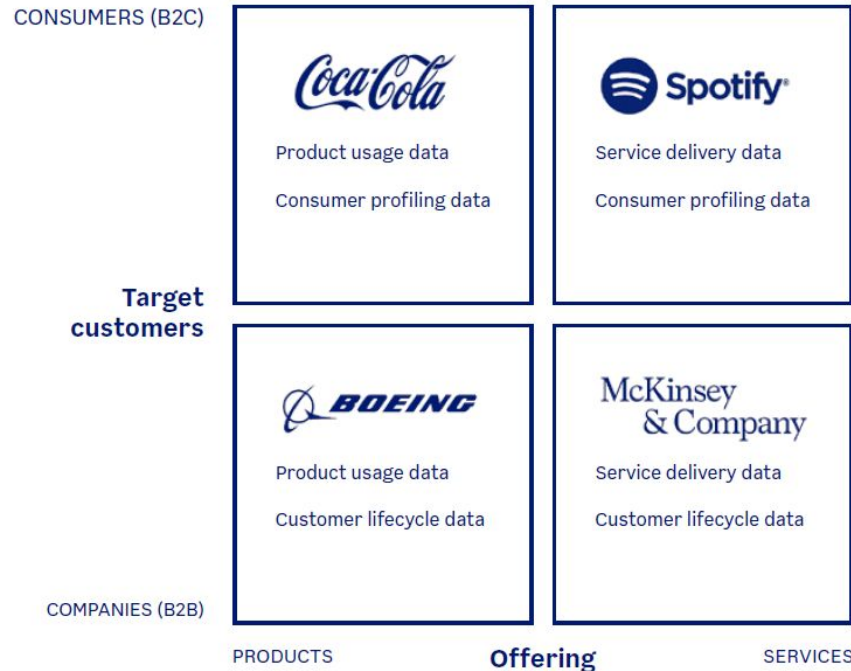 CONSUMERS (B2C)
Coca-Cola
Product usage data
Consumer profiling data
Spotify®
Service delivery data
Consumer profiling data
Target
customers
BOEING
Product usage data
Customer lifecycle data
McKinsey
& Company
Service delivery data
Customer lifecycle data
COMPANIES (B2B)
PRODUCTS
Offering
SERVICES